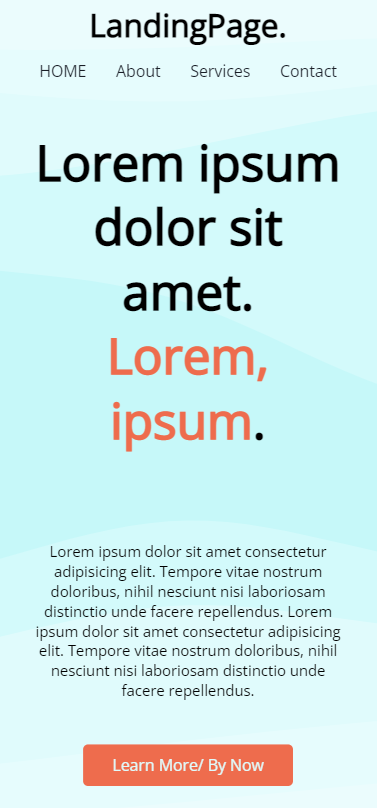 LandingPage.
HOME About Services Contact
Lorem ipsum
dolor sit
amet.
Lorem,
ipsum.
Lorem ipsum dolor sit amet consectetur
adipisicing elit. Tempore vitae nostrum
doloribus, nihil nesciunt nisi laboriosam
distinctio unde facere repellendus. Lorem
ipsum dolor sit amet consectetur adipisicing
elit. Tempore vitae nostrum doloribus, nihil
nesciunt nisi laboriosam distinctio unde
facere repellendus.
Learn More/ By Now